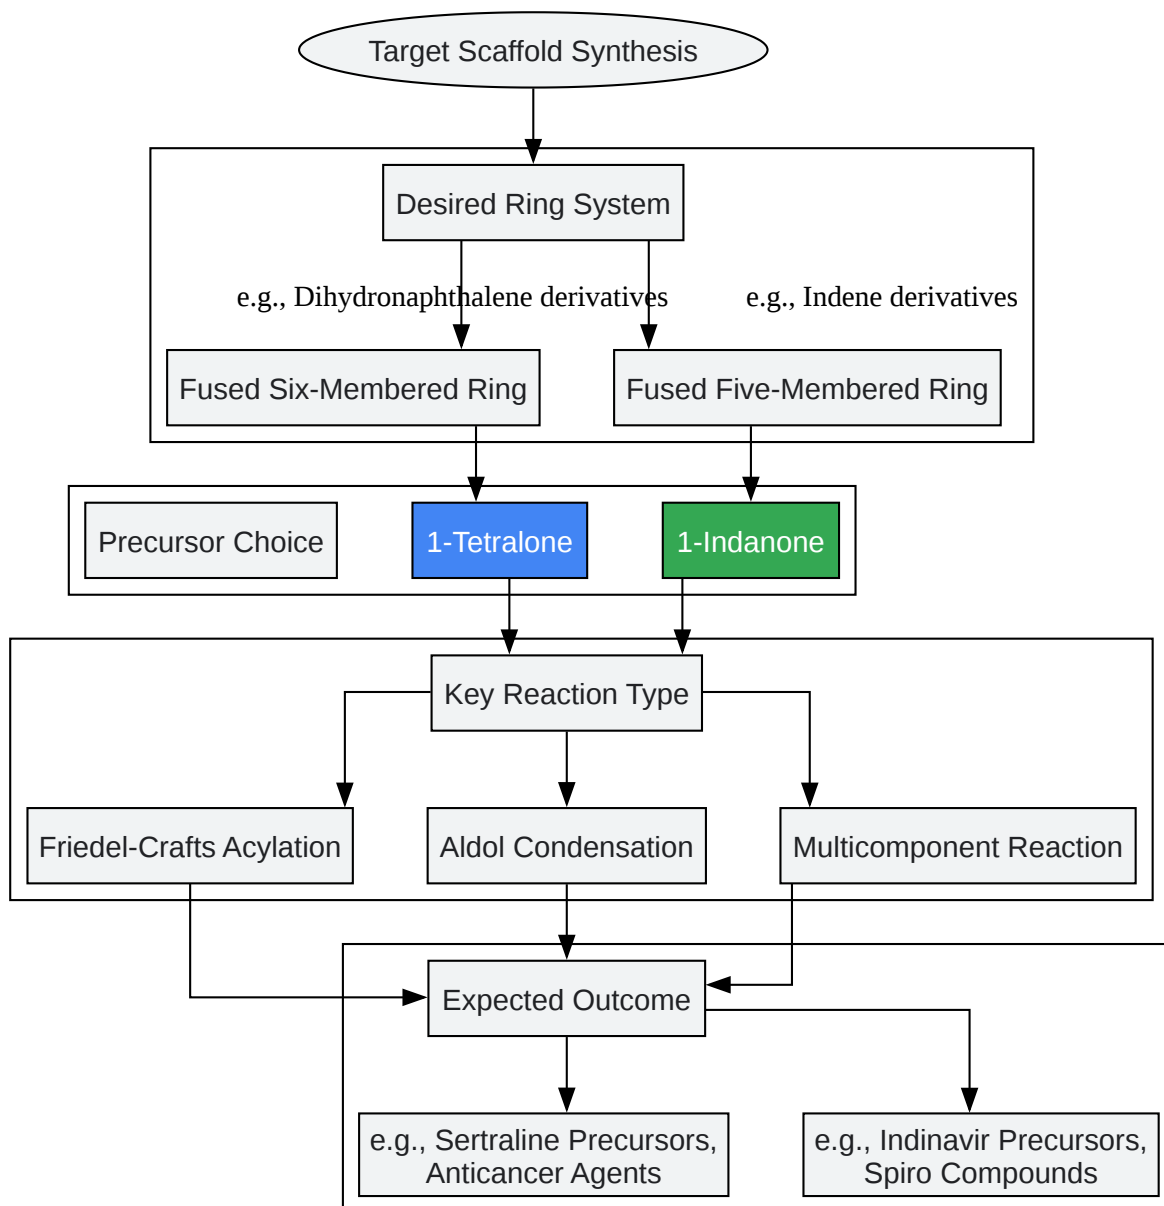 Target Scaffold Synthesis
Desired Ring System
e.g., Dihydronaphthalene derivatives
e.g., Indene derivatives
Fused Six-Membered Ring
Fused Five-Membered Ring
Precursor Choice
1-Tetralone
1-Indanone
Key Reaction Type
Friedel-Crafts Acylation
Aldol Condensation
Multicomponent Reaction
Expected Outcome
e.g., Sertraline Precursors,
Anticancer Agents
e.g., Indinavir Precursors,
Spiro Compounds